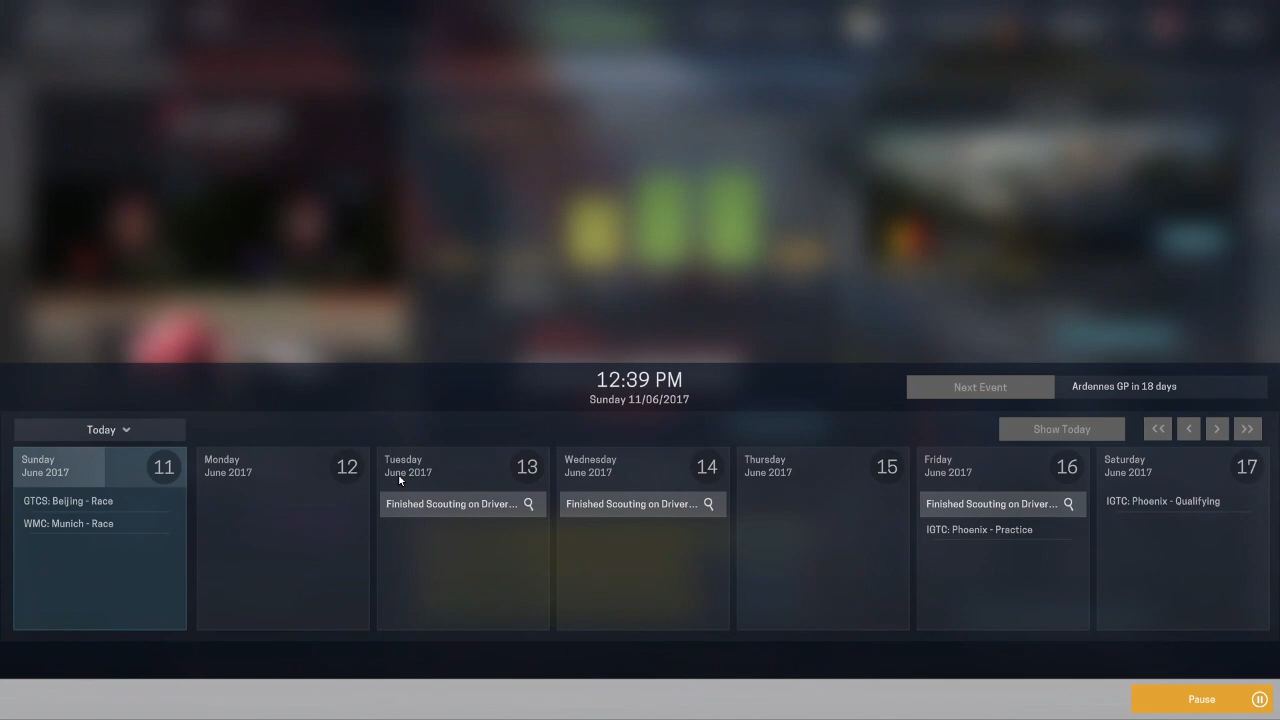 12:39 PM
Sunday 11/06/2017
Next Event
Ardennes GP in 18 days
Today
Show Today
Sunday
June 2017
11
GTCS: Beijing - Race
WMC: Munich - Race
Monday
June 2017
12
Tuesday
June 2017
13
Finished Scouting on Driver...
Wednesday
June 2017
14
Finished Scouting on Driver...
Thursday
June 2017
15
Friday
June 2017
16
Finished Scouting on Driver...
IGTC: Phoenix - Practice
Saturday
June 2017
17
IGTC: Phoenix - Qualifying
Pause